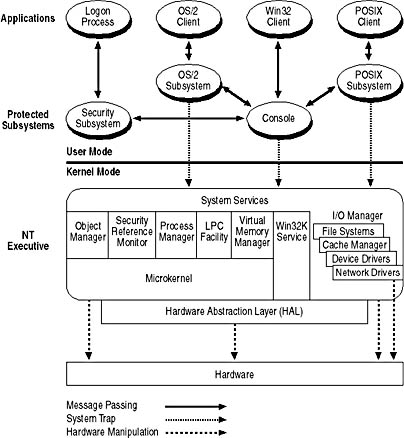 Applications
Logon
Process
OS/2
Client
Win32
Client
POSIX
Client
OS/2
Subsystem
POSIX
Subsystem
Protected
Subsystems
Security
Subsystem
Console
User Mode
Kernel Mode
NT
Executive
System Services
Object
Manager
Security
Reference
Monitor
Process
Manager
LPC
Facility
Virtual
Memory
Manager
Win32K
Service
I/O Manager
File Systems
Cache Manager
Device Drivers
Network Drivers
Microkernel
Hardware Abstraction Layer (HAL)
Hardware
Message Passing
System Trap
Hardware Manipulation